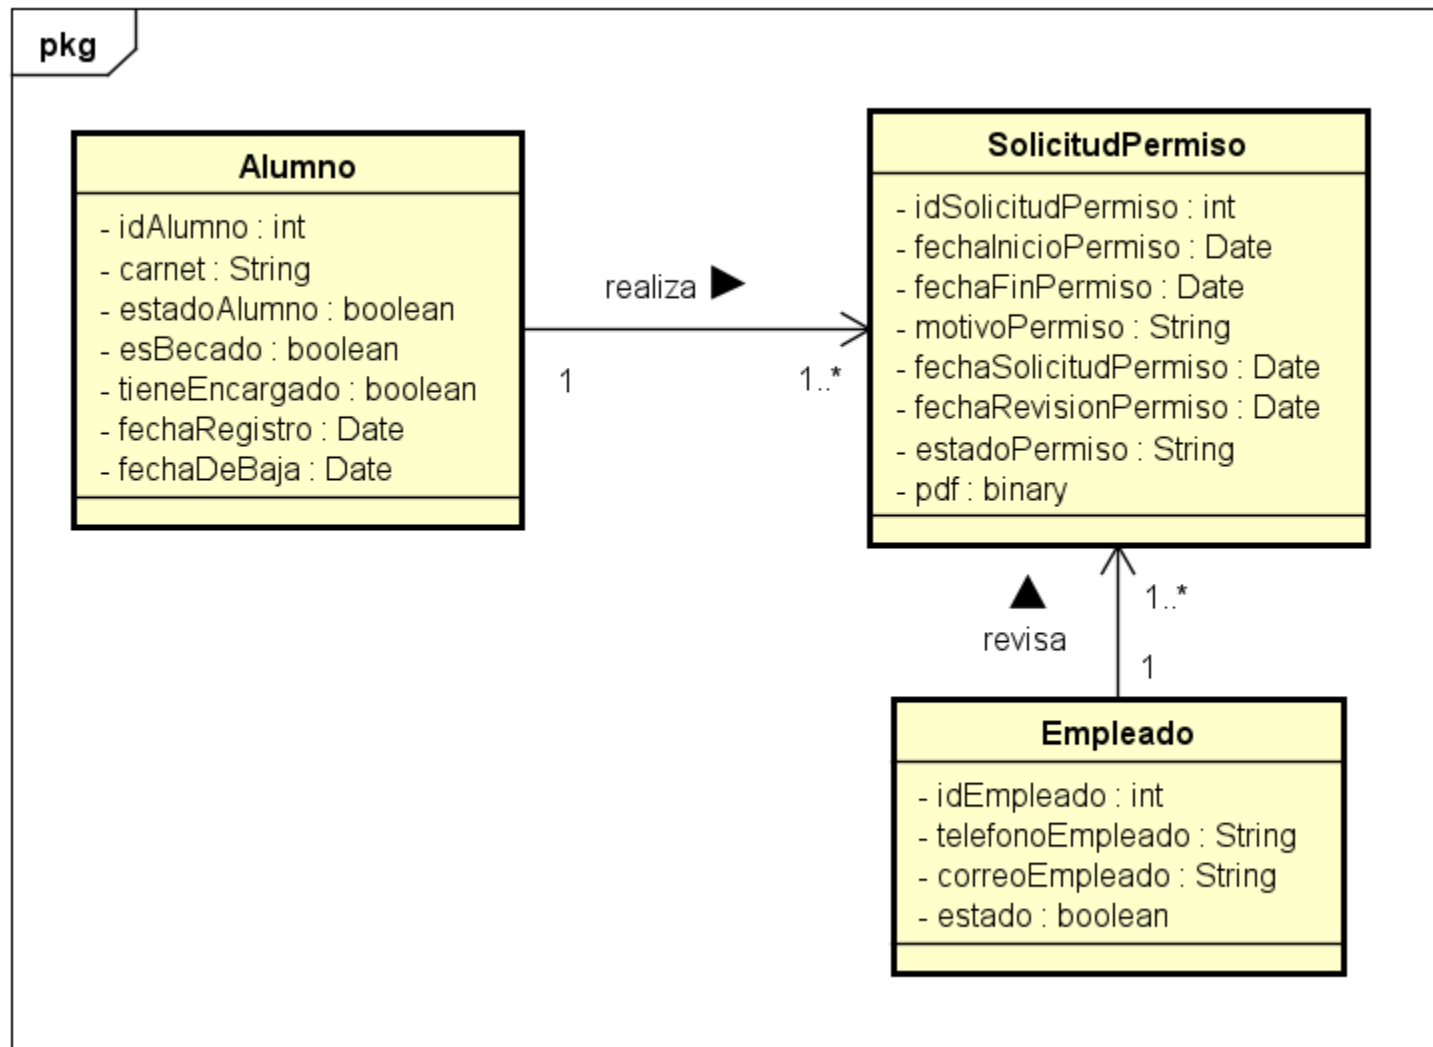 pkg
Alumno
- idAlumno : int
- carnet : String
- estadoAlumno : boolean
- esBecado : boolean
- tieneEncargado : boolean
- fechaRegistro : Date
- fechaDeBaja : Date
realiza
1
1..*
SolicitudPermiso
- idSolicitudPermiso : int
- fechaInicioPermiso : Date
- fechaFinPermiso : Date
- motivoPermiso : String
- fechaSolicitudPermiso : Date
- fechaRevisionPermiso : Date
- estadoPermiso : String
- pdf : binary
1..*
revisa
1
Empleado
- idEmpleado : int
- telefonoEmpleado : String
- correoEmpleado : String
- estado : boolean